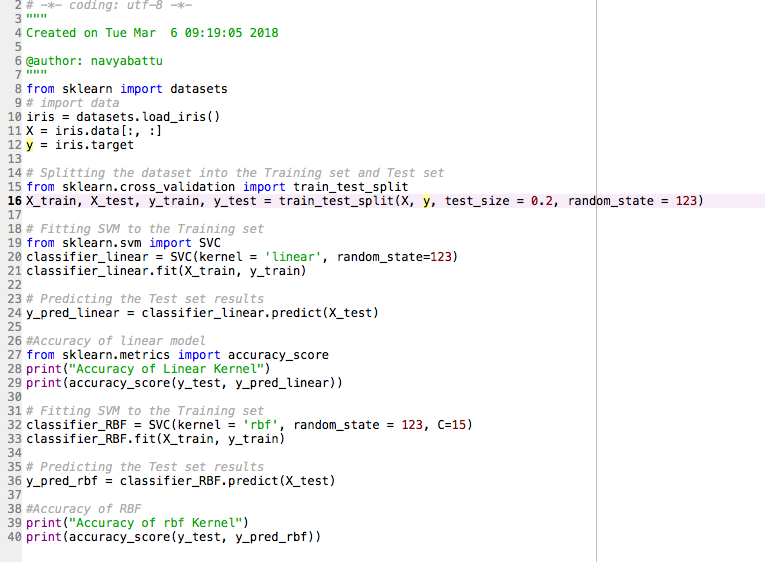 2 # -*- coding: utf-8 -*-
3 """
4 Created on Tue Mar  6 09:19:05 2018
5
6 @author: navyabattu
7 """
8 from sklearn import datasets
9 # import data
10 iris = datasets.load_iris()
11 X = iris.data[:, :]
12 y = iris.target
13
14 # Splitting the dataset into the Training set and Test set
15 from sklearn.cross_validation import train_test_split
16 X_train, X_test, y_train, y_test = train_test_split(X, y, test_size = 0.2, random_state = 123)
17
18 # Fitting SVM to the Training set
19 from sklearn.svm import SVC
20 classifier_linear = SVC(kernel = 'linear', random_state=123)
21 classifier_linear.fit(X_train, y_train)
22
23 # Predicting the Test set results
24 y_pred_linear = classifier_linear.predict(X_test)
25
26 #Accuracy of linear model
27 from sklearn.metrics import accuracy_score
28 print("Accuracy of Linear Kernel")
29 print(accuracy_score(y_test, y_pred_linear))
30
31 # Fitting SVM to the Training set
32 classifier_RBF = SVC(kernel = 'rbf', random_state = 123, C=15)
33 classifier_RBF.fit(X_train, y_train)
34
35 # Predicting the Test set results
36 y_pred_rbf = classifier_RBF.predict(X_test)
37
38 #Accuracy of RBF
39 print("Accuracy of rbf Kernel")
40 print(accuracy_score(y_test, y_pred_rbf))